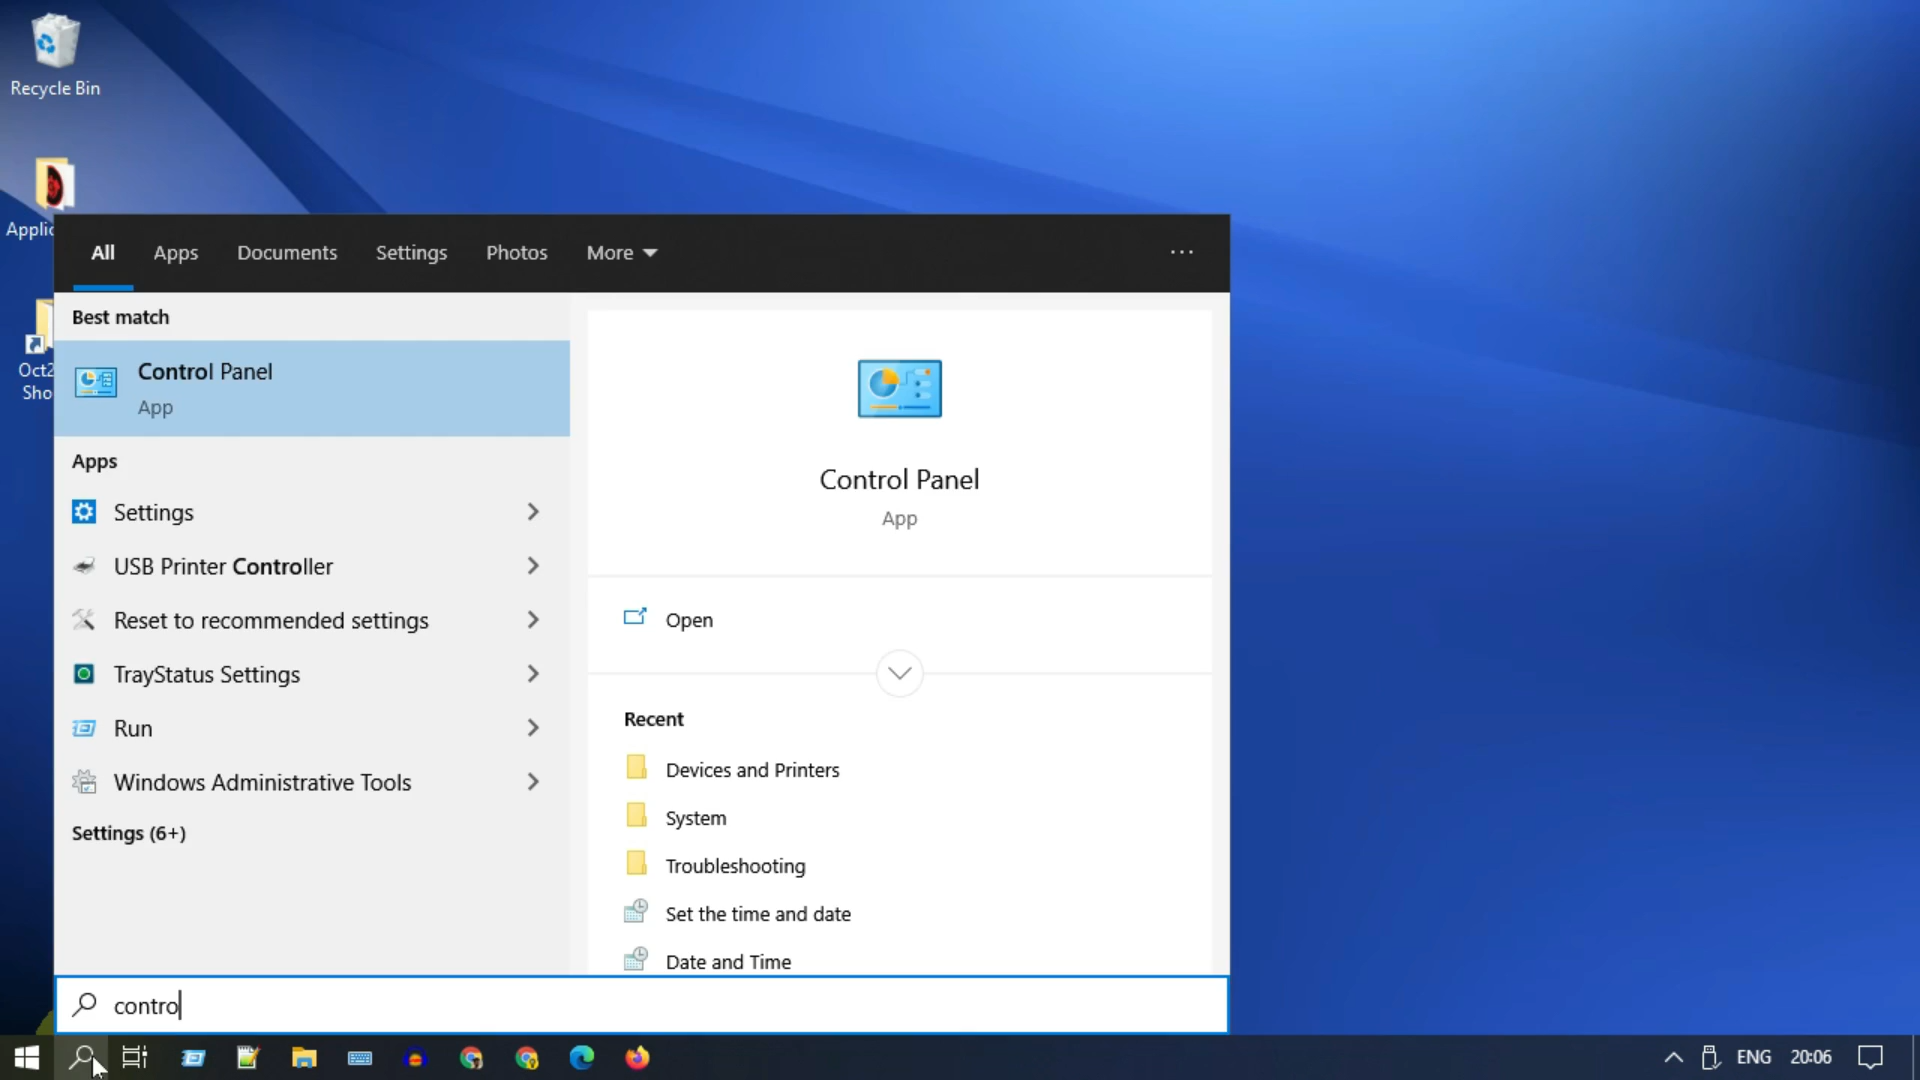 Recycle Bin
Applic
Oct2
Sho
All Apps Documents Settings Photos More ...
Best match
Control Panel
App
Apps
Settings
USB Printer Controller
Reset to recommended settings
TrayStatus Settings
Run
Windows Administrative Tools
Settings (6+)
Control Panel
App
Open
Recent
Devices and Printers
System
Troubleshooting
Set the time and date
Date and Time
contro
ENG 20:06